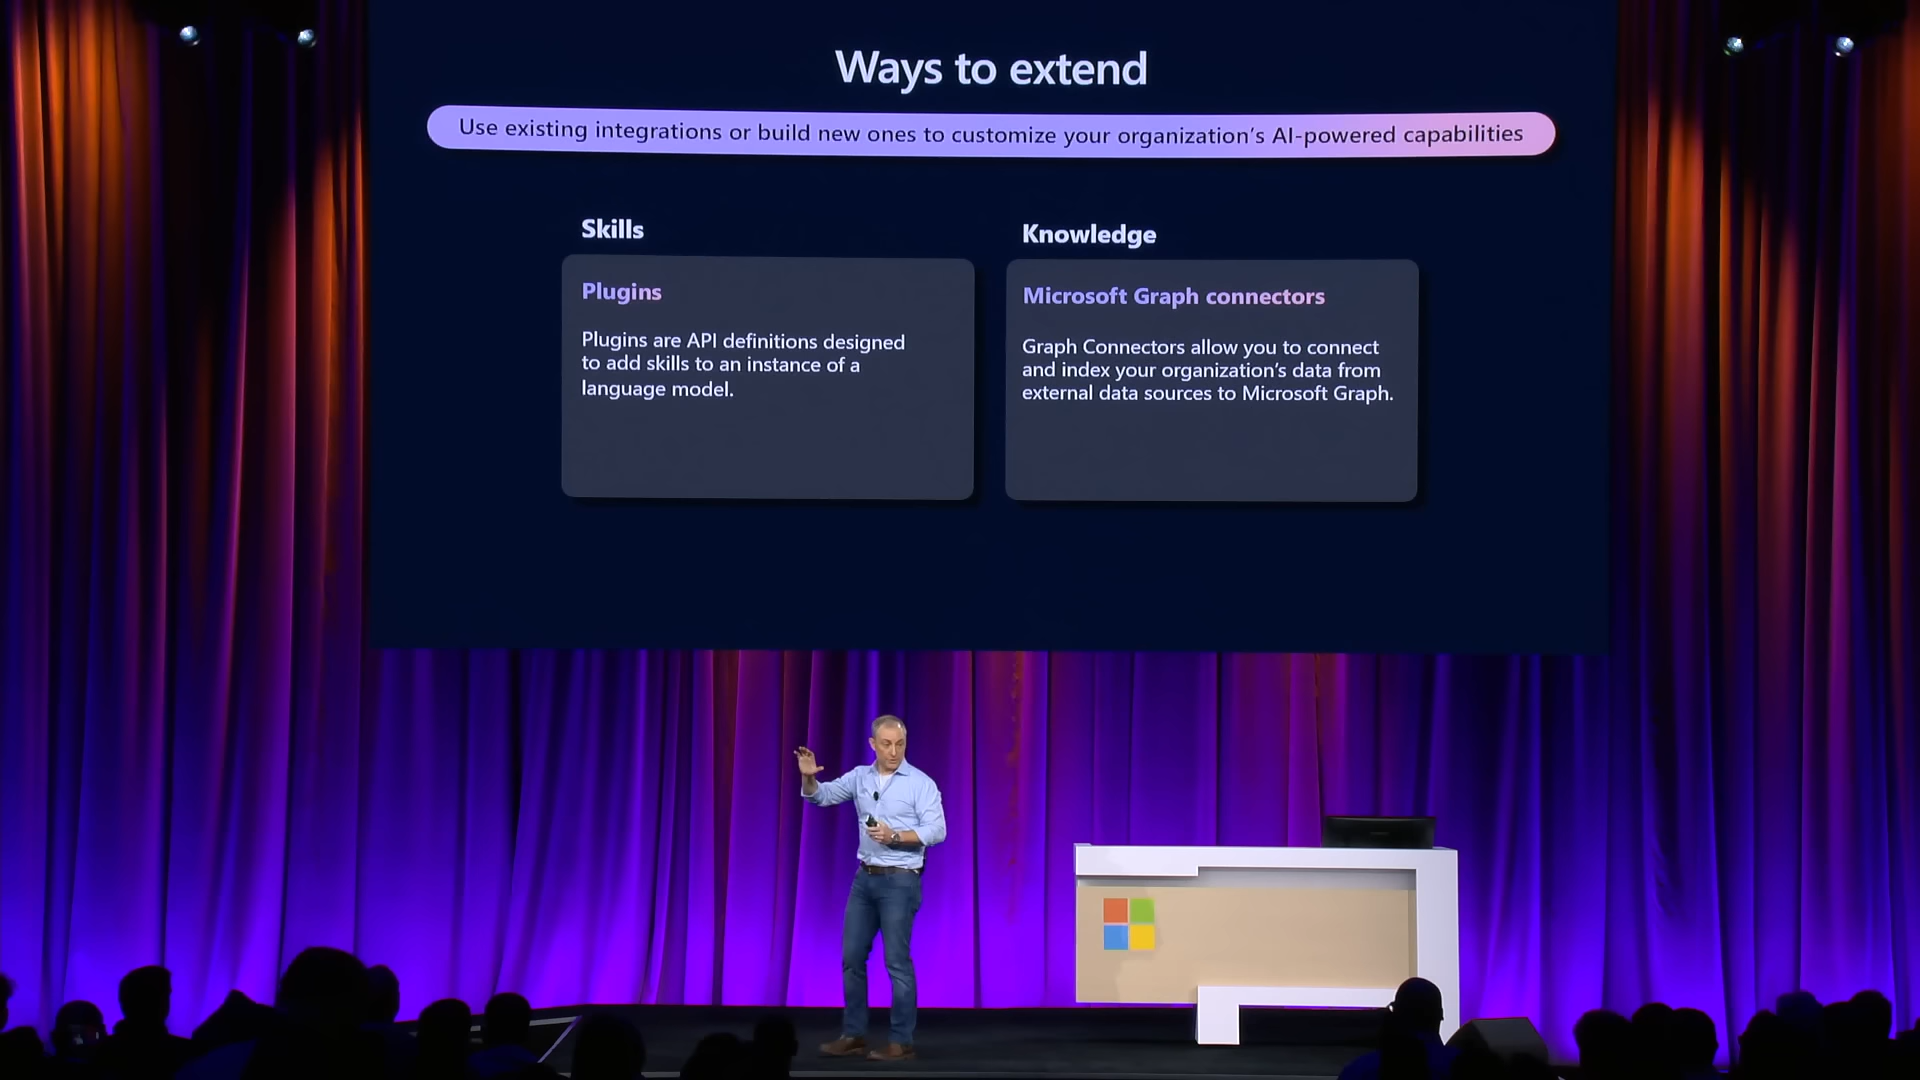 Ways to extend
Use existing integrations or build new ones to customize your organization's AI-powered capabilities
Skills
Plugins
Plugins are API definitions designed
to add skills to an instance of a
language model.
Knowledge
Microsoft Graph connectors
Graph Connectors allow you to connect
and index your organization's data from
external data sources to Microsoft Graph.